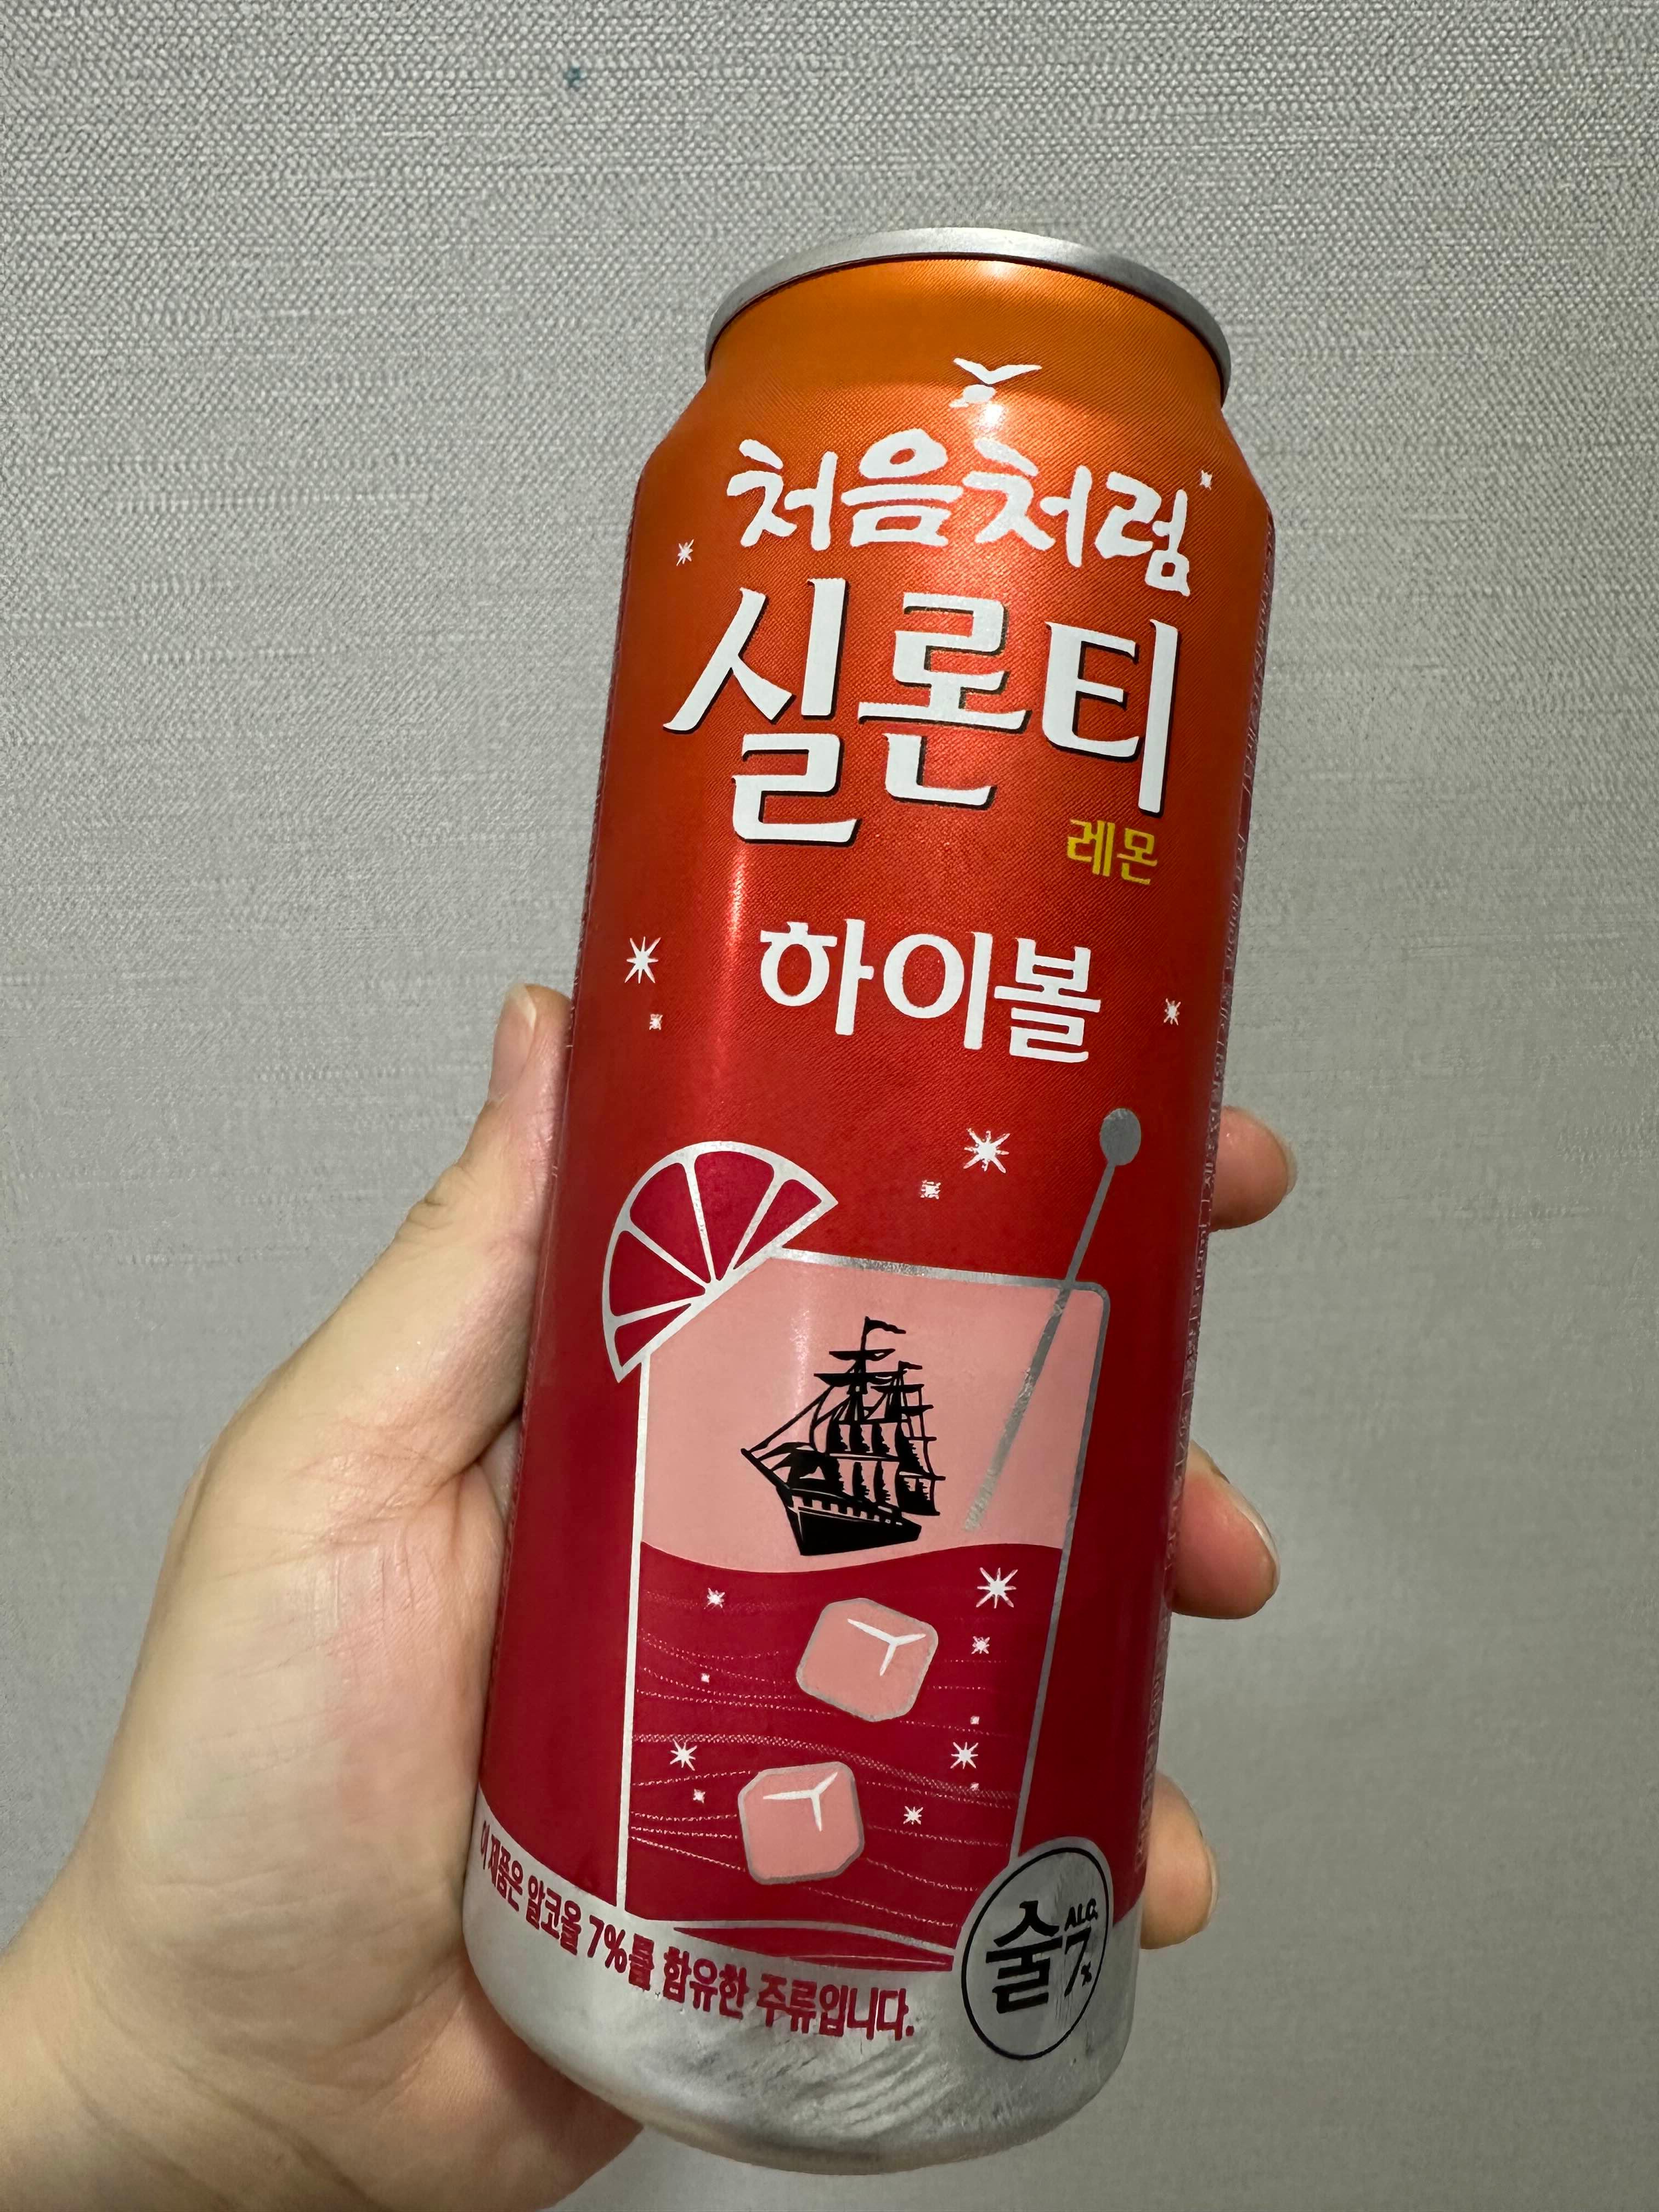 처음처럼
실론티
레몬
하이볼
이 제품은 알코올 7%를 함유한 주류입니다.
술 ALC. 7%